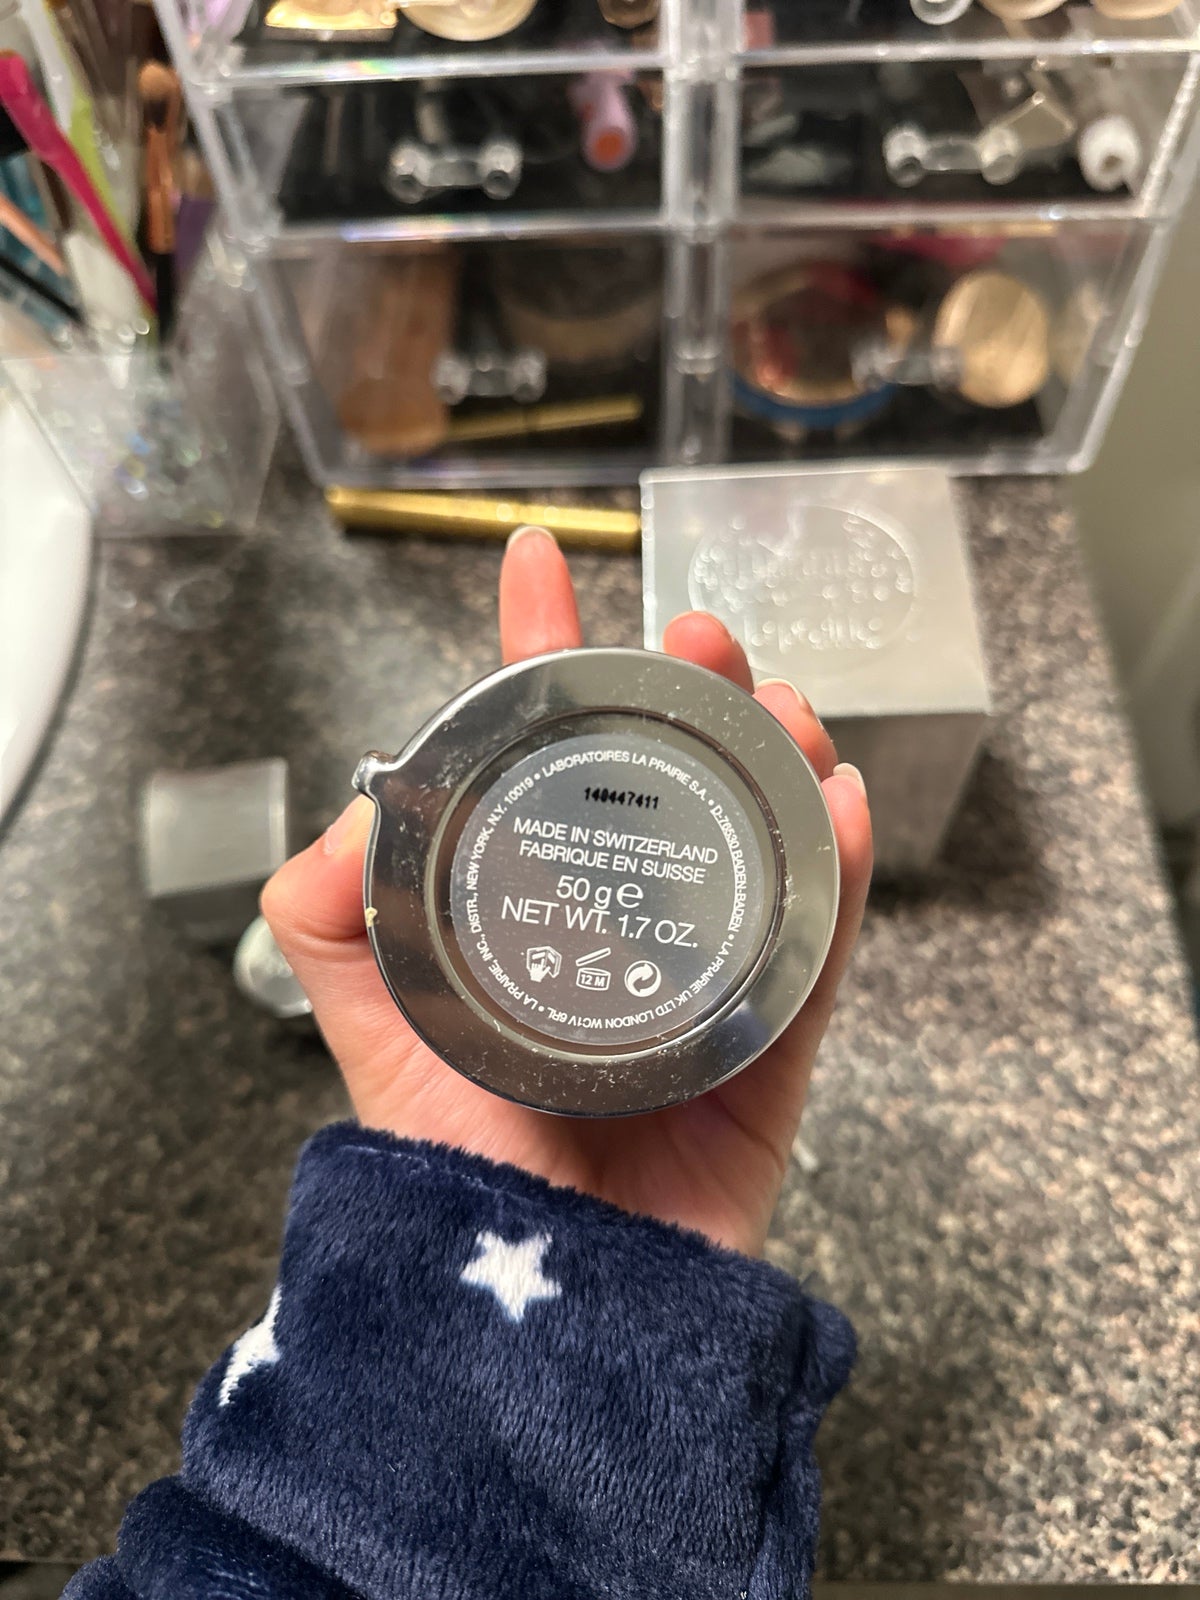 LABORATOIRES LA PRAIRIE S.A. • D-76530 BADEN-BADEN • LA PRAIRIE UK LTD LONDON WC1V 6RL • LA PRAIRIE, INC., DISTR., NEW YORK, N.Y. 10019 •
140447411
MADE IN SWITZERLAND
FABRIQUE EN SUISSE
50 g e
NET WT. 1.7 OZ.
12 M